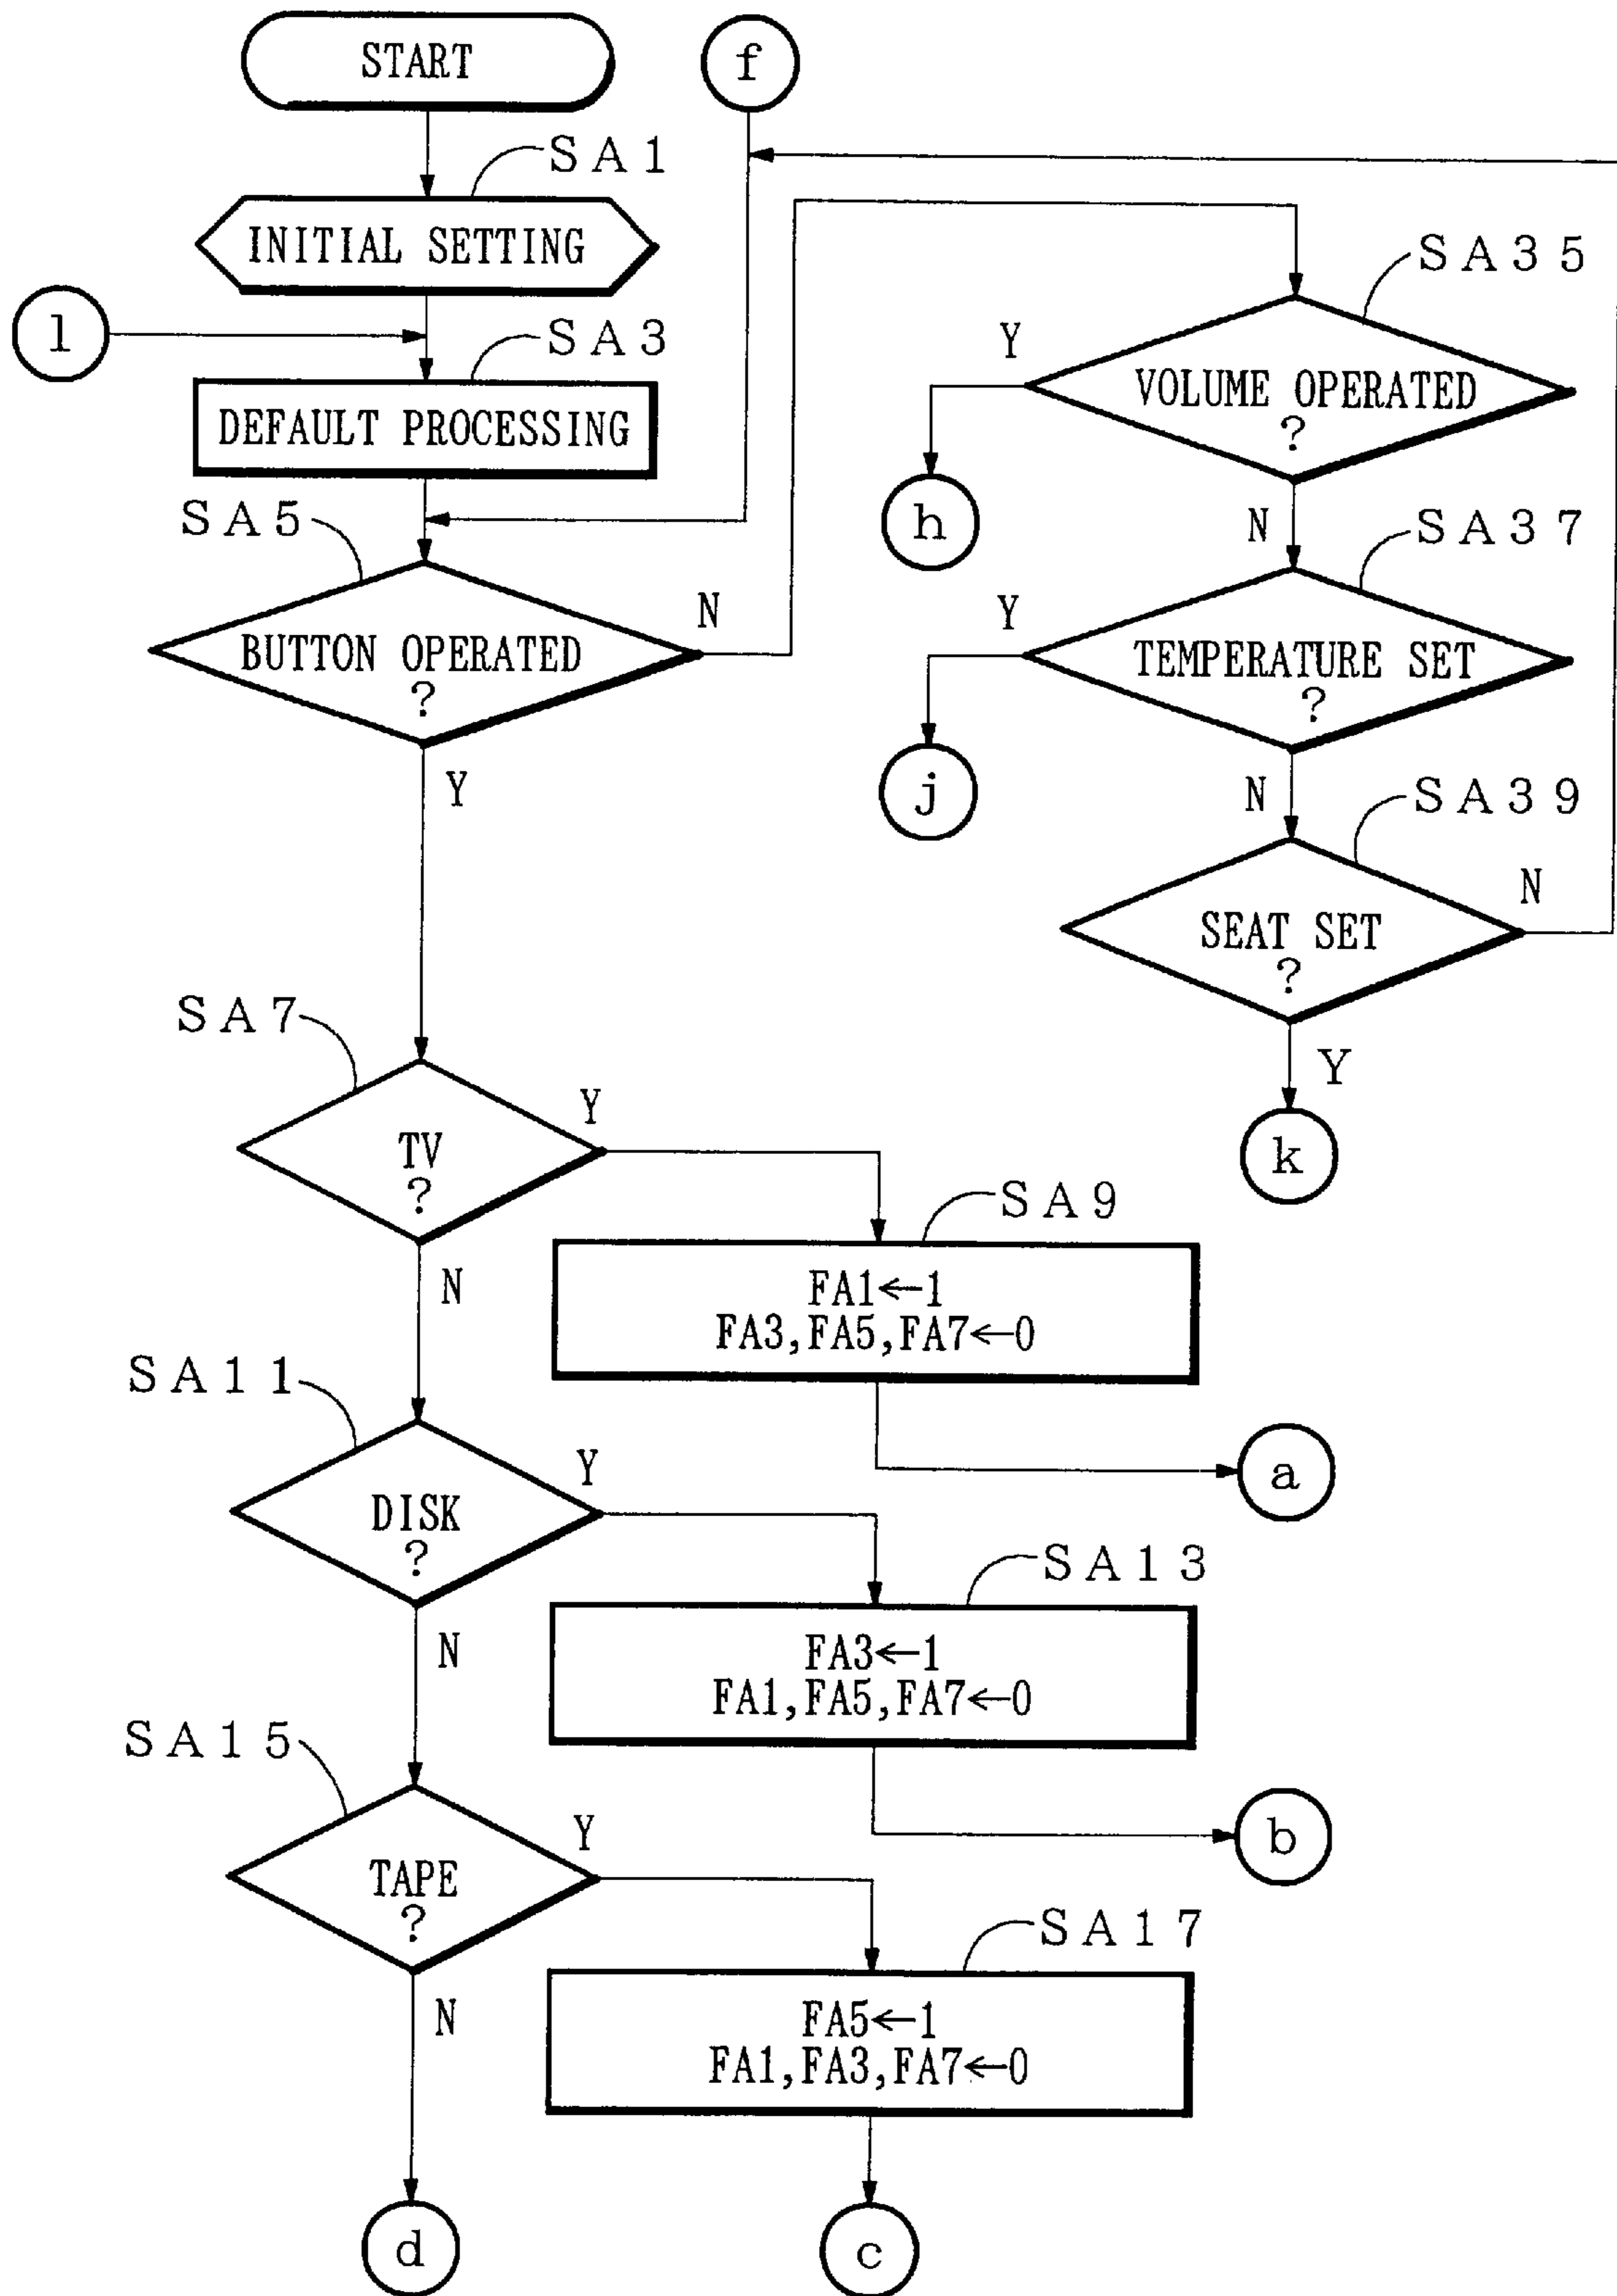 START
f
SA1
INITIAL SETTING
l
SA3
DEFAULT PROCESSING
SA5
BUTTON OPERATED
?
N
Y
SA35
VOLUME OPERATED
?
Y
h
N
SA37
TEMPERATURE SET
?
Y
j
N
SA39
SEAT SET
?
N
Y
k
SA7
TV
?
Y
N
SA9
FA1←1
FA3,FA5,FA7←0
a
SA11
DISK
?
Y
N
SA13
FA3←1
FA1,FA5,FA7←0
b
SA15
TAPE
?
Y
N
SA17
FA5←1
FA1,FA3,FA7←0
d
c